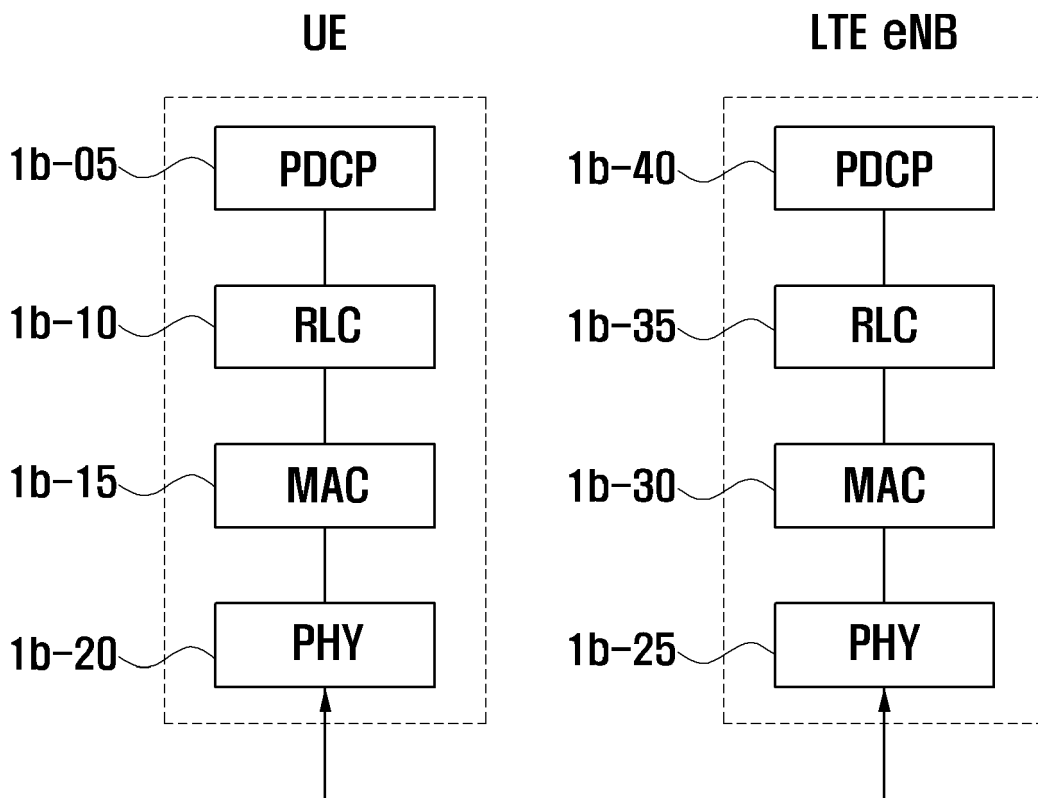 UE LTE eNB
1b-05 PDCP 1b-40 PDCP
1b-10 RLC 1b-35 RLC
1b-15 MAC 1b-30 MAC
1b-20 PHY 1b-25 PHY